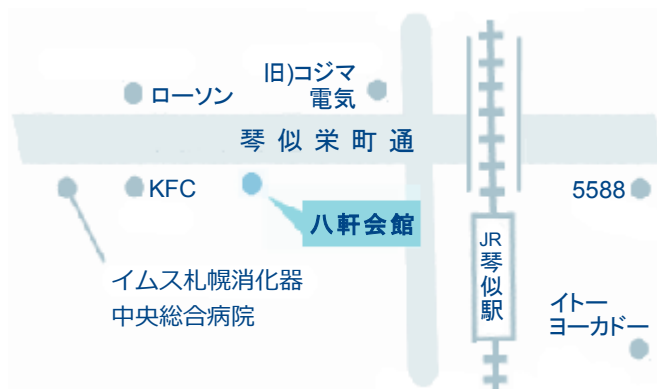 旧)コジマ
電気
ローソン
琴似栄町通
KFC
5588
八軒会館
JR
琴似駅
イムス札幌消化器
中央総合病院
イトー
ヨーカドー